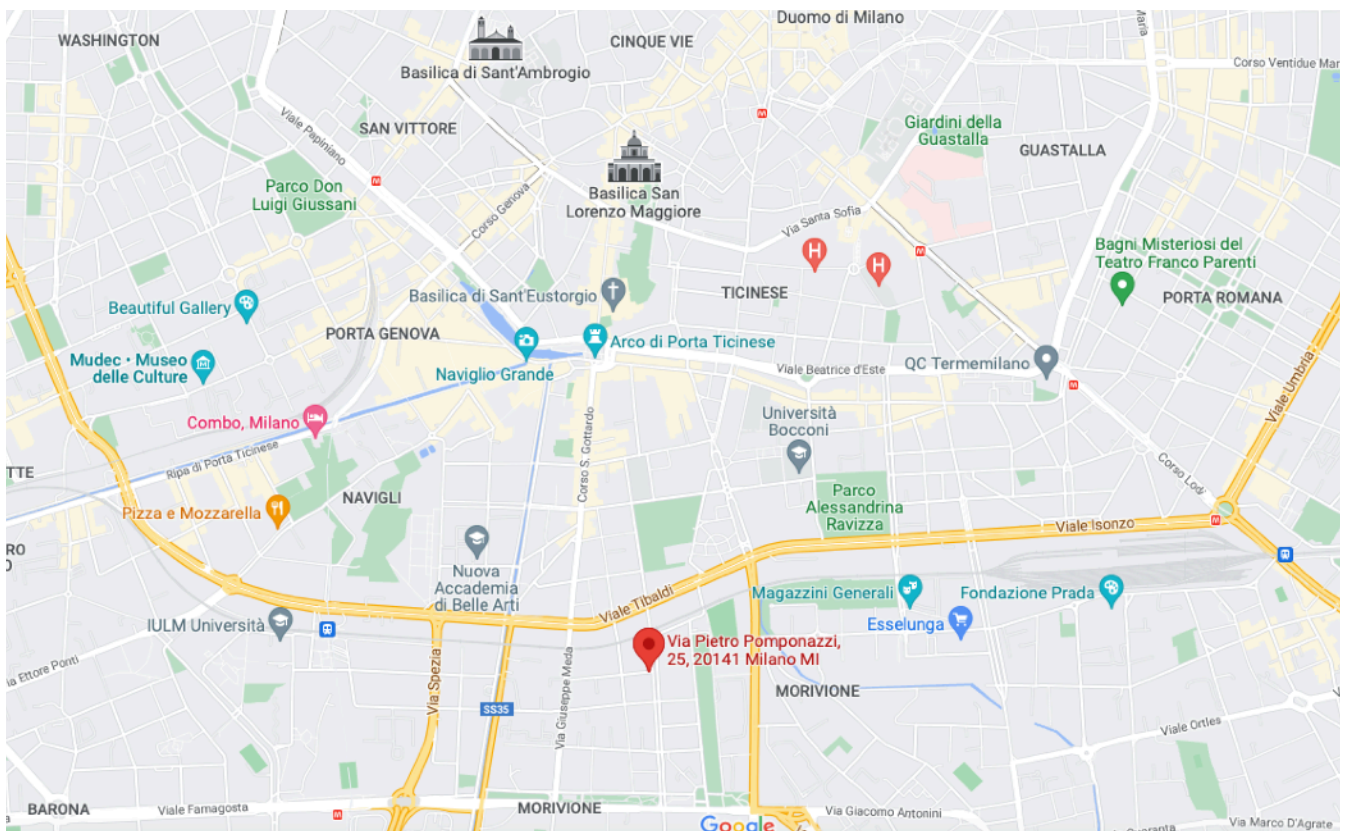 Duomo di Milano
WASHINGTON
CINQUE VIE
Corso Ventidue Mar
Basilica di Sant'Ambrogio
M
Viale Papiniano
SAN VITTORE
Giardini della
Guastalla
GUASTALLA
M
Parco Don
Luigi Giussani
Basilica San
Lorenzo Maggiore
Corso Genova
Via Santa Sofia
H
H
M
Bagni Misteriosi del
Teatro Franco Parenti
Basilica di Sant'Eustorgio
TICINESE
PORTA ROMANA
Beautiful Gallery
PORTA GENOVA
Arco di Porta Ticinese
Mudec • Museo
delle Culture
Naviglio Grande
Viale Beatrice d'Este
QC Termemilano
M
Viale Umbria
Combo, Milano
Università
Bocconi
Corso S. Gottardo
Ripa di Porta Ticinese
TTE
Corso Lodi
NAVIGLI
Parco
Alessandrina
Ravizza
Pizza e Mozzarella
Viale Isonzo
M
RO
O
Nuova
Accademia
di Belle Arti
Viale Tibaldi
Magazzini Generali
Fondazione Prada
IULM Università
Esselunga
Via Pietro Pomponazzi,
25, 20141 Milano MI
ia Ettore Ponti
Via Spezia
Via Giuseppe Meda
MORIVIONE
SS35
Viale Ortles
BARONA
Viale Famagosta
M
MORIVIONE
Via Giacomo Antonini
Google
Via Marco D'Agrate